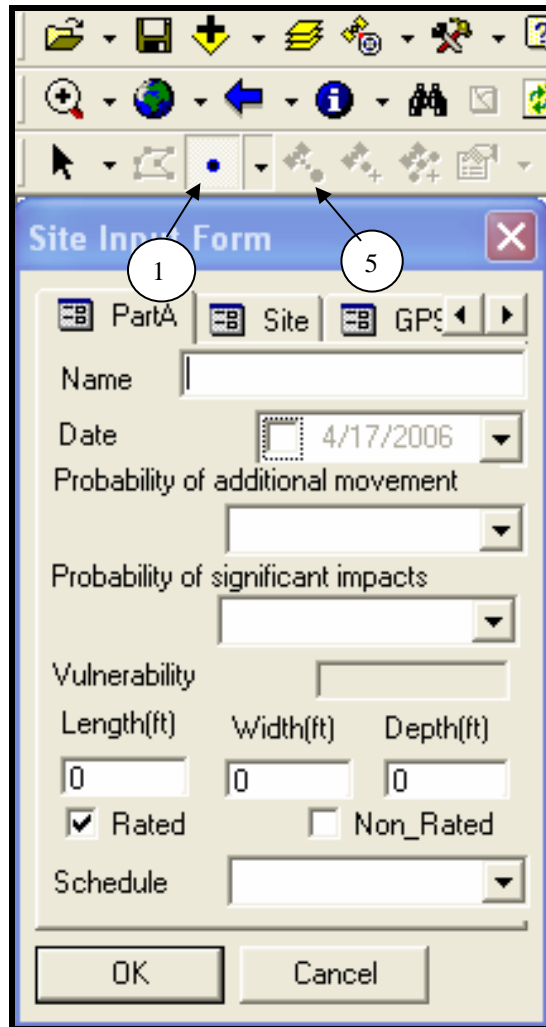 ?
1
5
Site Input Form
PartA Site GPS
Name
Date 4/17/2006
Probability of additional movement
Probability of significant impacts
Vulnerability
Length(ft) Width(ft) Depth(ft)
0 0 0
Rated Non_Rated
Schedule
OK Cancel